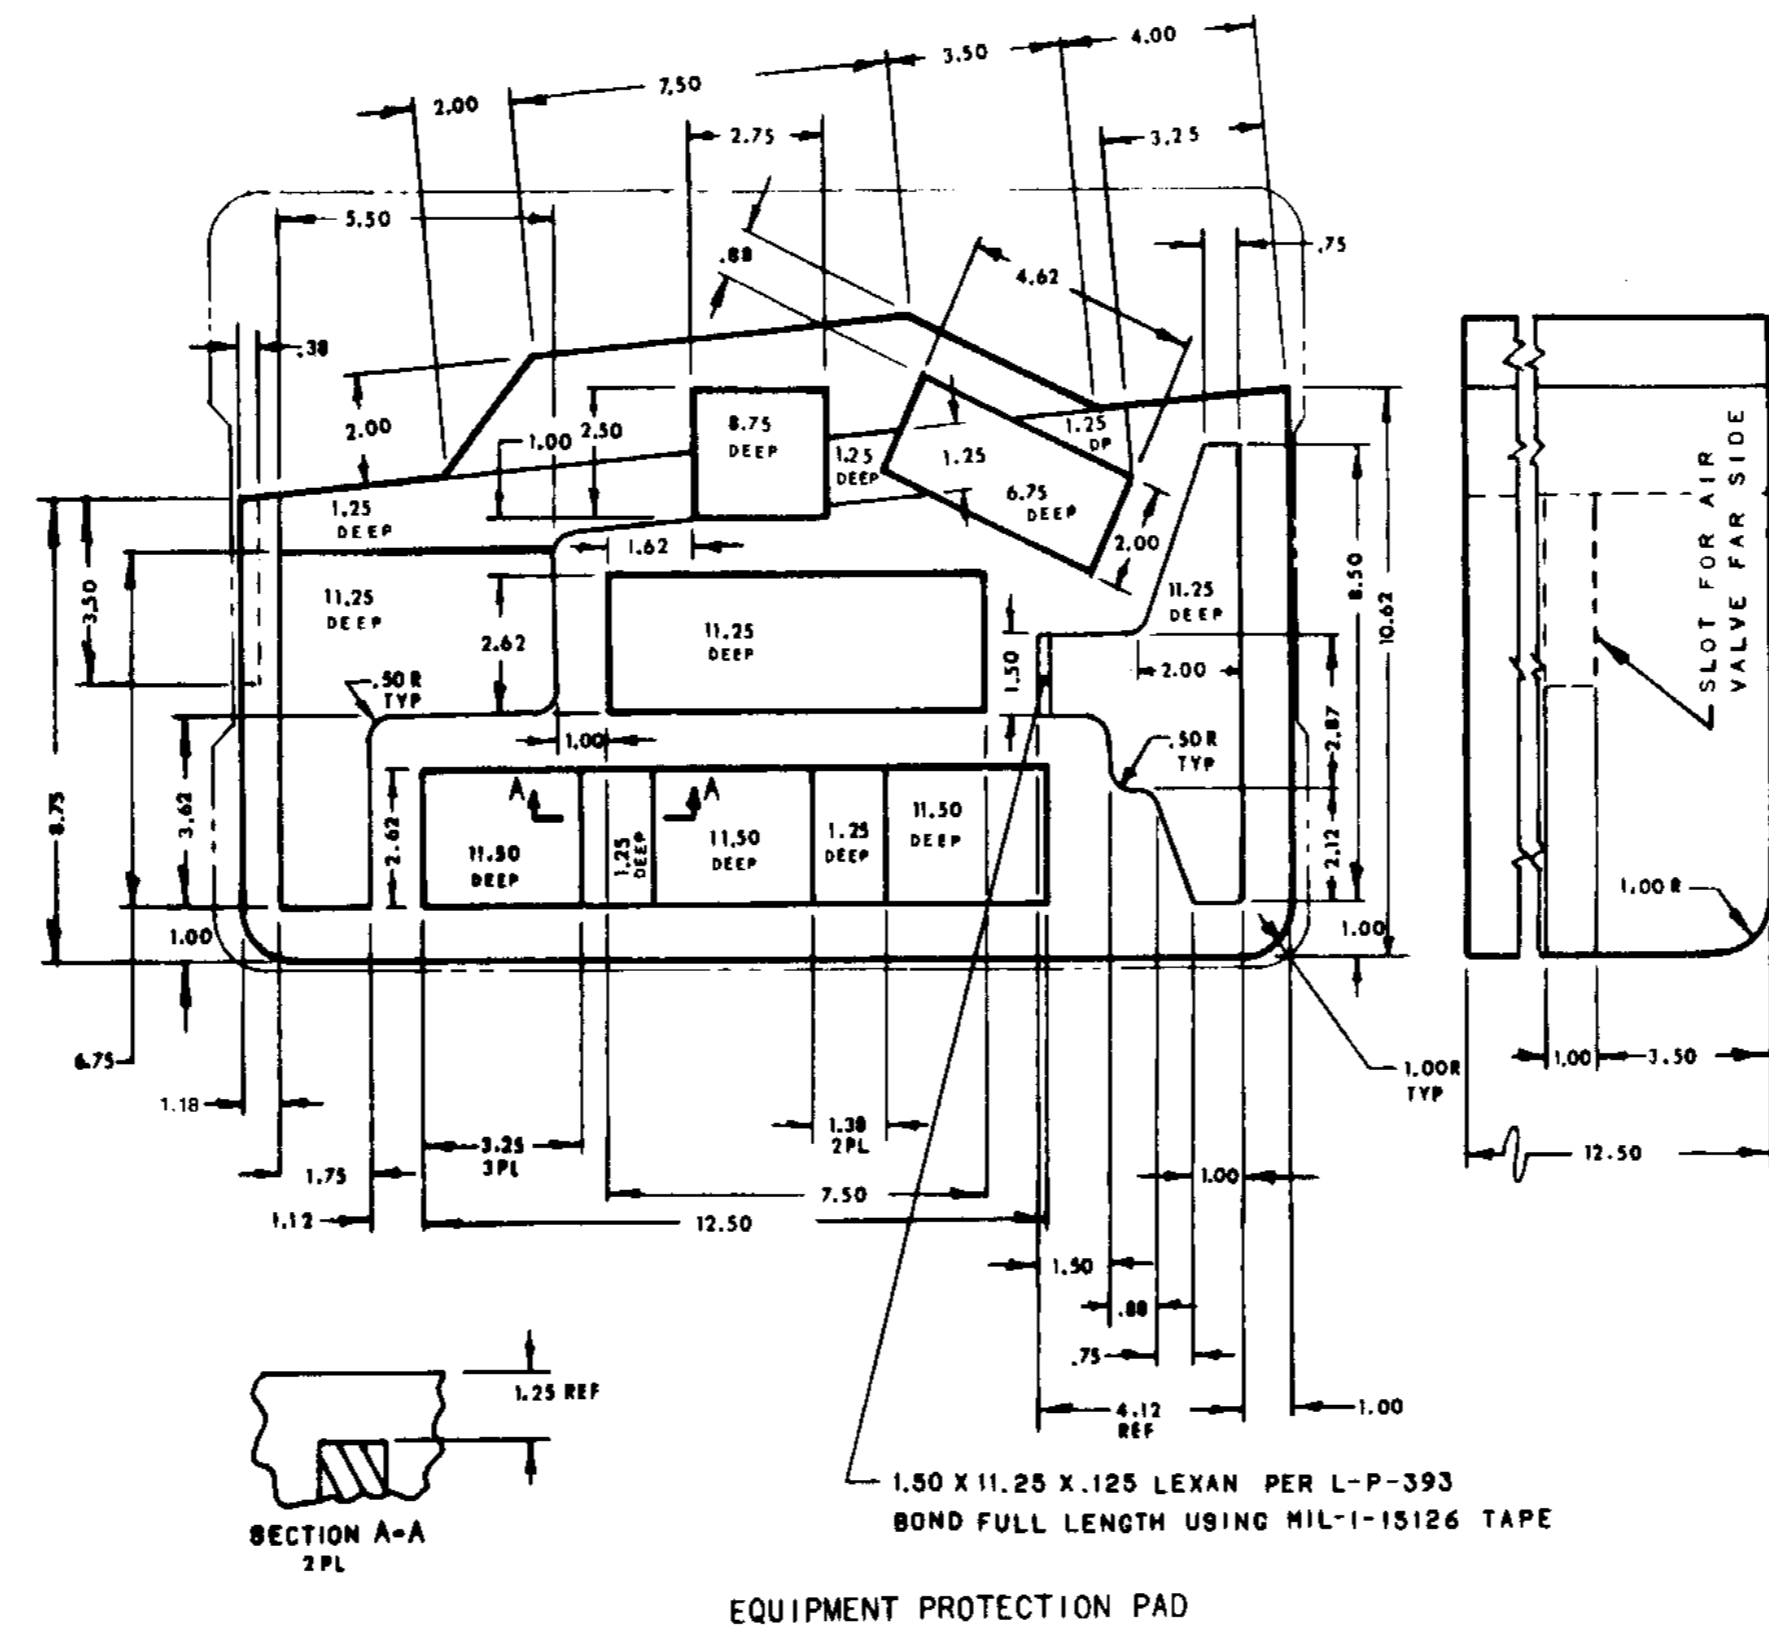 4.00
3.50
7.50
2.00
2.75
3.25
5.50
.75
.88
4.62
.38
2.00
1.00
2.50
8.75
DEEP
1.25
DP
1.25
DEEP
1.25
1.25
DEEP
6.75
DEEP
2.00
1.62
3.50
11.25
DEEP
2.62
11.25
DEEP
11.25
DEEP
8.50
10.62
1.50
2.00
.50 R
TYP
2.87
1.00
.50 R
TYP
8.75
3.62
2.62
A
A
11.50
DEEP
1.25
DEEP
11.50
DEEP
1.25
DEEP
11.50
DEEP
2.12
1.00
1.00
6.75
1.18
1.00R
TYP
3.25
3PL
1.38
2PL
1.75
1.00
7.50
1.12
12.50
1.50
.88
.75
4.12
REF
1.00
SLOT FOR AIR
VALVE FAR SIDE
1.00 R
1.00
3.50
12.50
1.25 REF
SECTION A-A
2PL
1.50 X 11.25 X .125 LEXAN PER L-P-393
BOND FULL LENGTH USING MIL-I-15126 TAPE
EQUIPMENT PROTECTION PAD